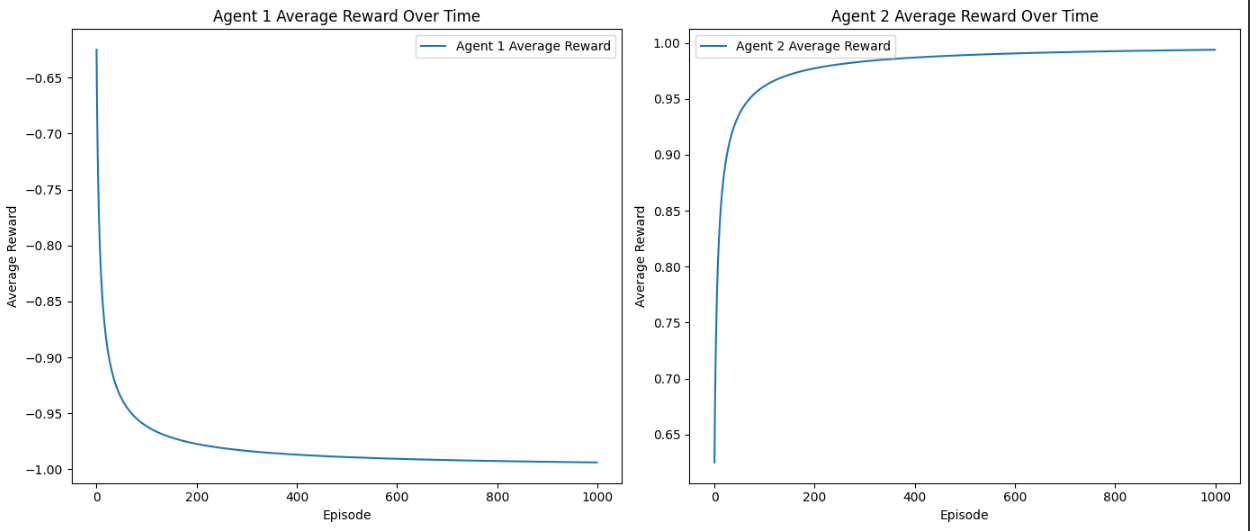 Agent 1 Average Reward Over Time
Agent 1 Average Reward
−0.65
−0.70
−0.75
−0.80
−0.85
−0.90
−0.95
−1.00
Average Reward
0 200 400 600 800 1000
Episode
Agent 2 Average Reward Over Time
Agent 2 Average Reward
1.00
0.95
0.90
0.85
0.80
0.75
0.70
0.65
Average Reward
0 200 400 600 800 1000
Episode